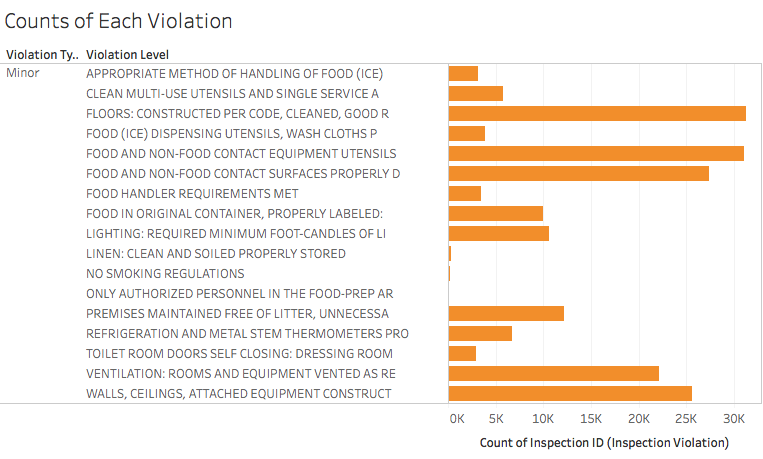 Counts of Each Violation
Violation Ty.. Violation Level
Minor APPROPRIATE METHOD OF HANDLING OF FOOD (ICE)
CLEAN MULTI-USE UTENSILS AND SINGLE SERVICE A
FLOORS: CONSTRUCTED PER CODE, CLEANED, GOOD R
FOOD (ICE) DISPENSING UTENSILS, WASH CLOTHS P
FOOD AND NON-FOOD CONTACT EQUIPMENT UTENSILS
FOOD AND NON-FOOD CONTACT SURFACES PROPERLY D
FOOD HANDLER REQUIREMENTS MET
FOOD IN ORIGINAL CONTAINER, PROPERLY LABELED:
LIGHTING: REQUIRED MINIMUM FOOT-CANDLES OF LI
LINEN: CLEAN AND SOILED PROPERLY STORED
NO SMOKING REGULATIONS
ONLY AUTHORIZED PERSONNEL IN THE FOOD-PREP AR
PREMISES MAINTAINED FREE OF LITTER, UNNECESSA
REFRIGERATION AND METAL STEM THERMOMETERS PRO
TOILET ROOM DOORS SELF CLOSING: DRESSING ROOM
VENTILATION: ROOMS AND EQUIPMENT VENTED AS RE
WALLS, CEILINGS, ATTACHED EQUIPMENT CONSTRUCT
0K 5K 10K 15K 20K 25K 30K
Count of Inspection ID (Inspection Violation)